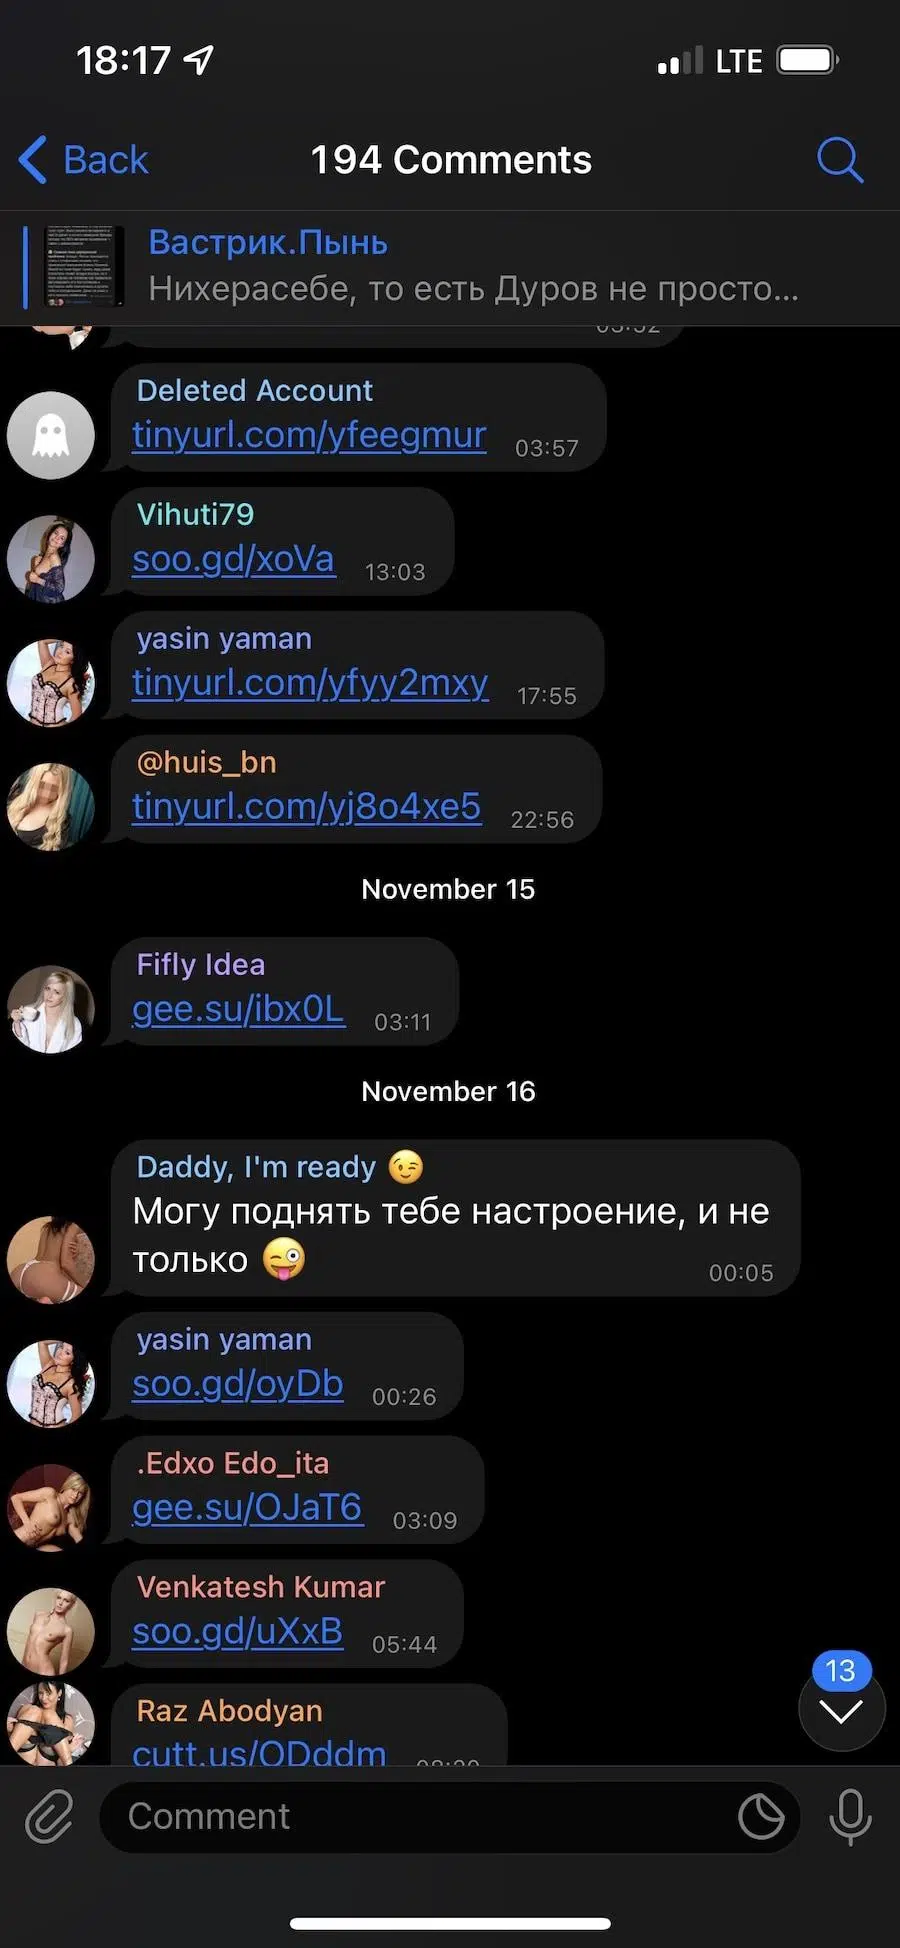 18:17
LTE
Back
194 Comments
Вастрик.Пынь
Нихерасебе, то есть Дуров не просто...
Deleted Account
tinyurl.com/yfeegmur 03:57
Vihuti79
soo.gd/xoVa 13:03
yasin yaman
tinyurl.com/yfyy2mxy 17:55
@huis_bn
tinyurl.com/yj8o4xe5 22:56
November 15
Fifly Idea
gee.su/ibx0L 03:11
November 16
Daddy, I'm ready 😉
Могу поднять тебе настроение, и не
только 😜 00:05
yasin yaman
soo.gd/oyDb 00:26
.Edxo Edo_ita
gee.su/OJaT6 03:09
Venkatesh Kumar
soo.gd/uXxB 05:44
13
Raz Abodyan
cutt.us/ODddm
Comment